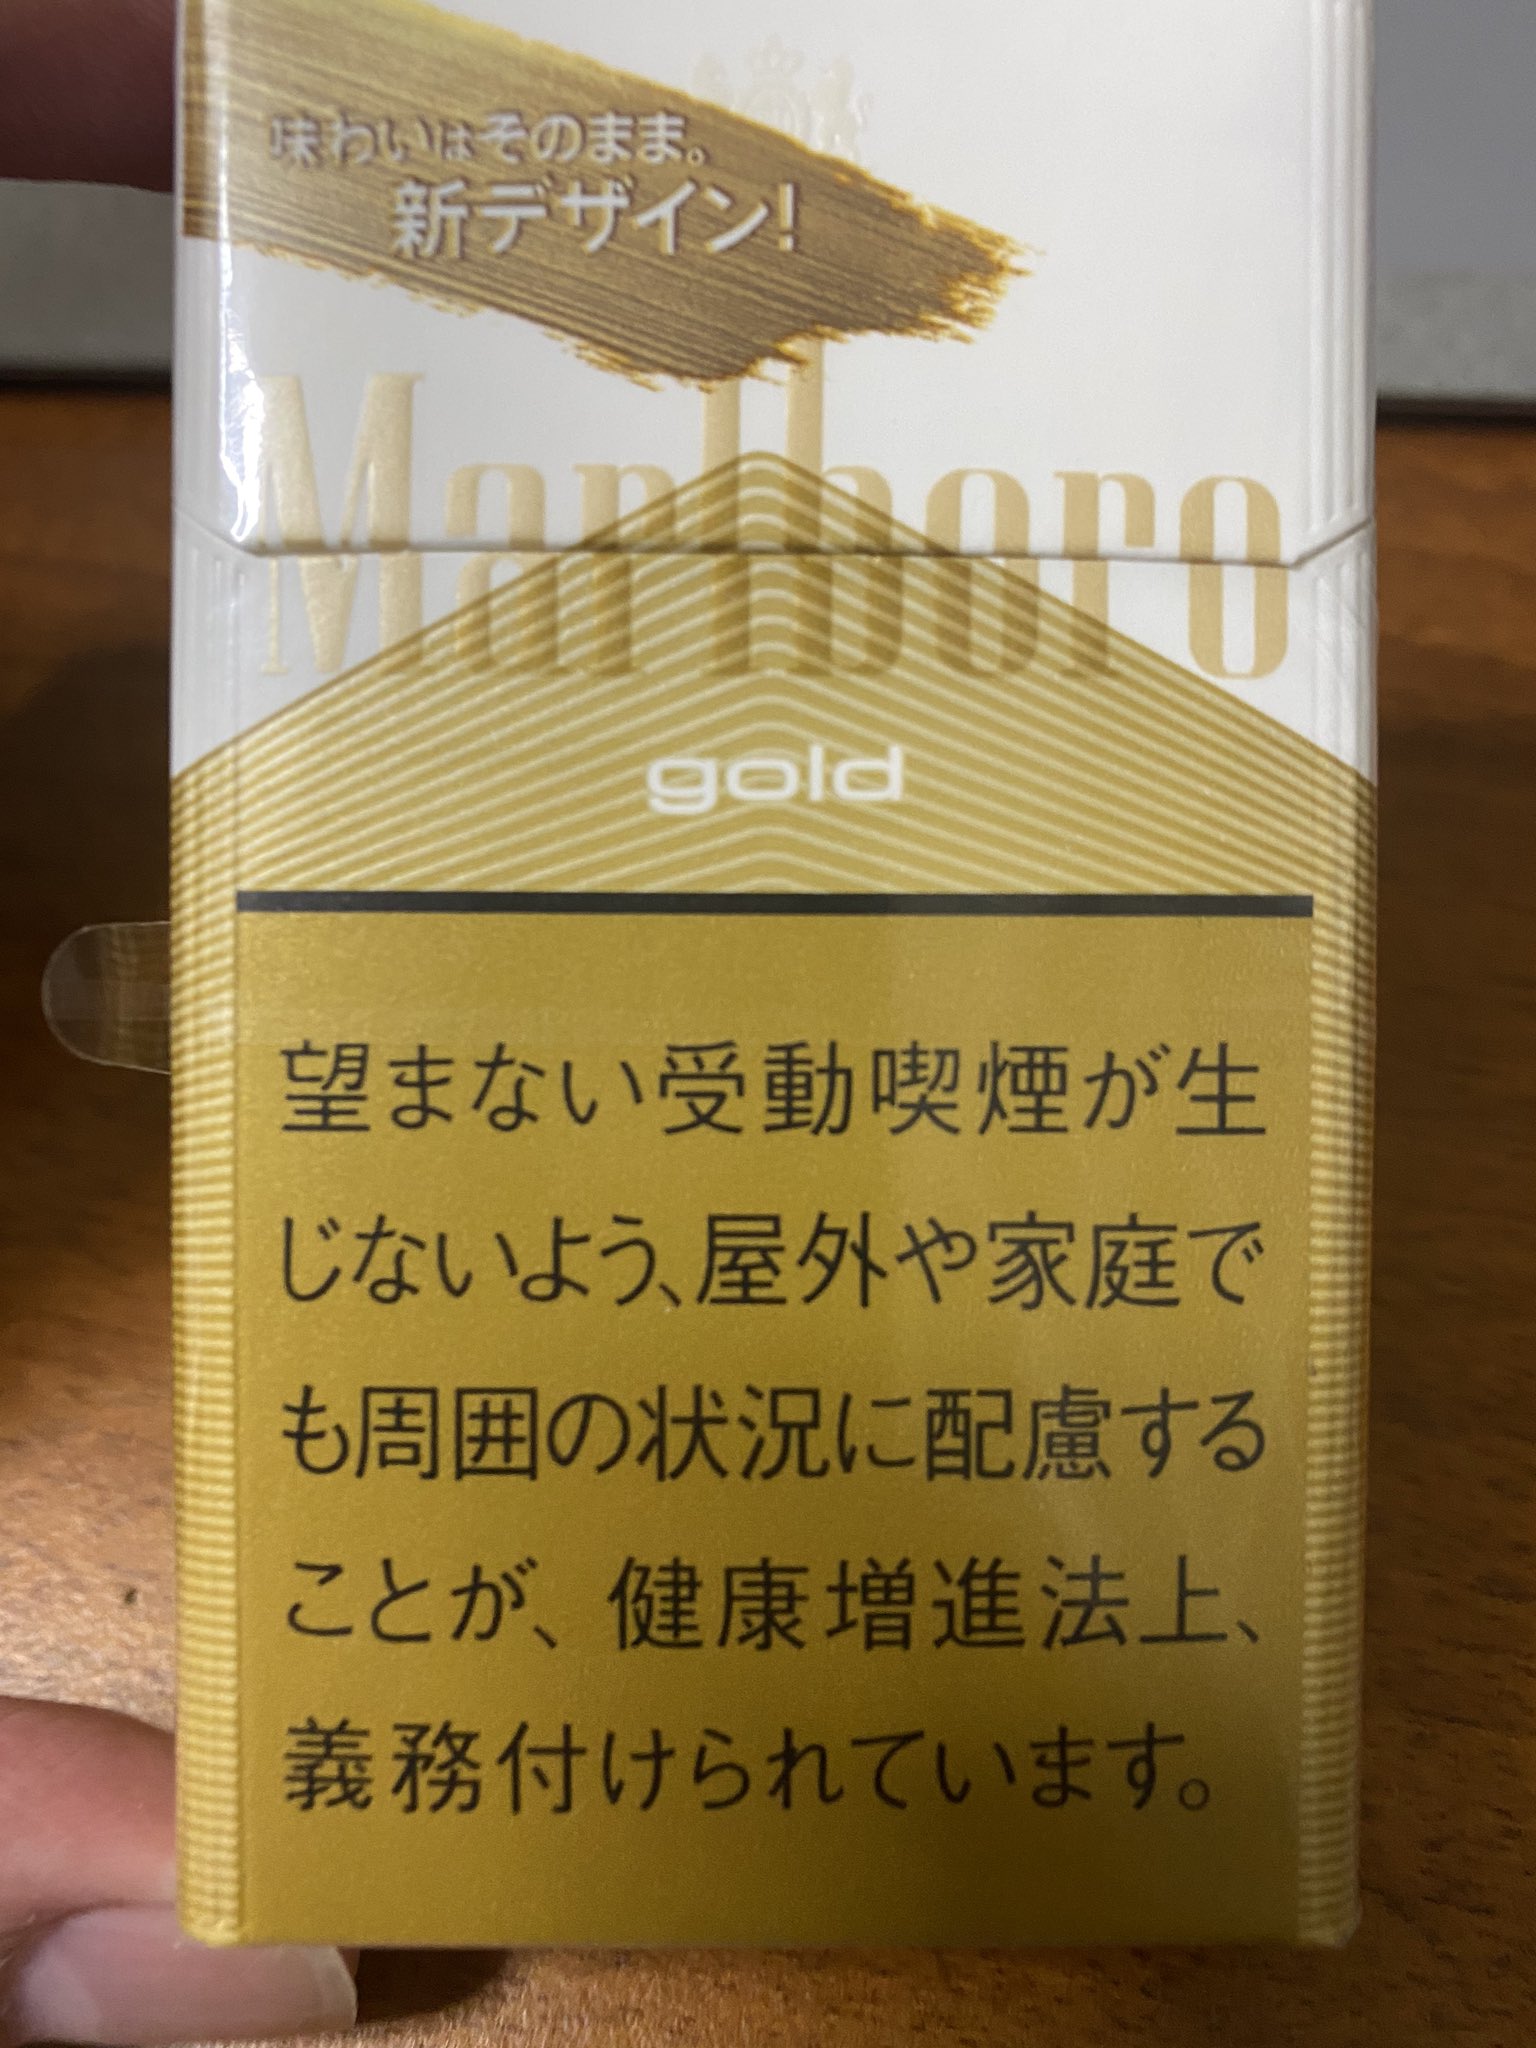 味わいはそのまま。
新デザイン!
Marlboro
gold
望まない受動喫煙が生
じないよう、屋外や家庭で
も周囲の状況に配慮する
ことが、健康増進法上、
義務付けられています。